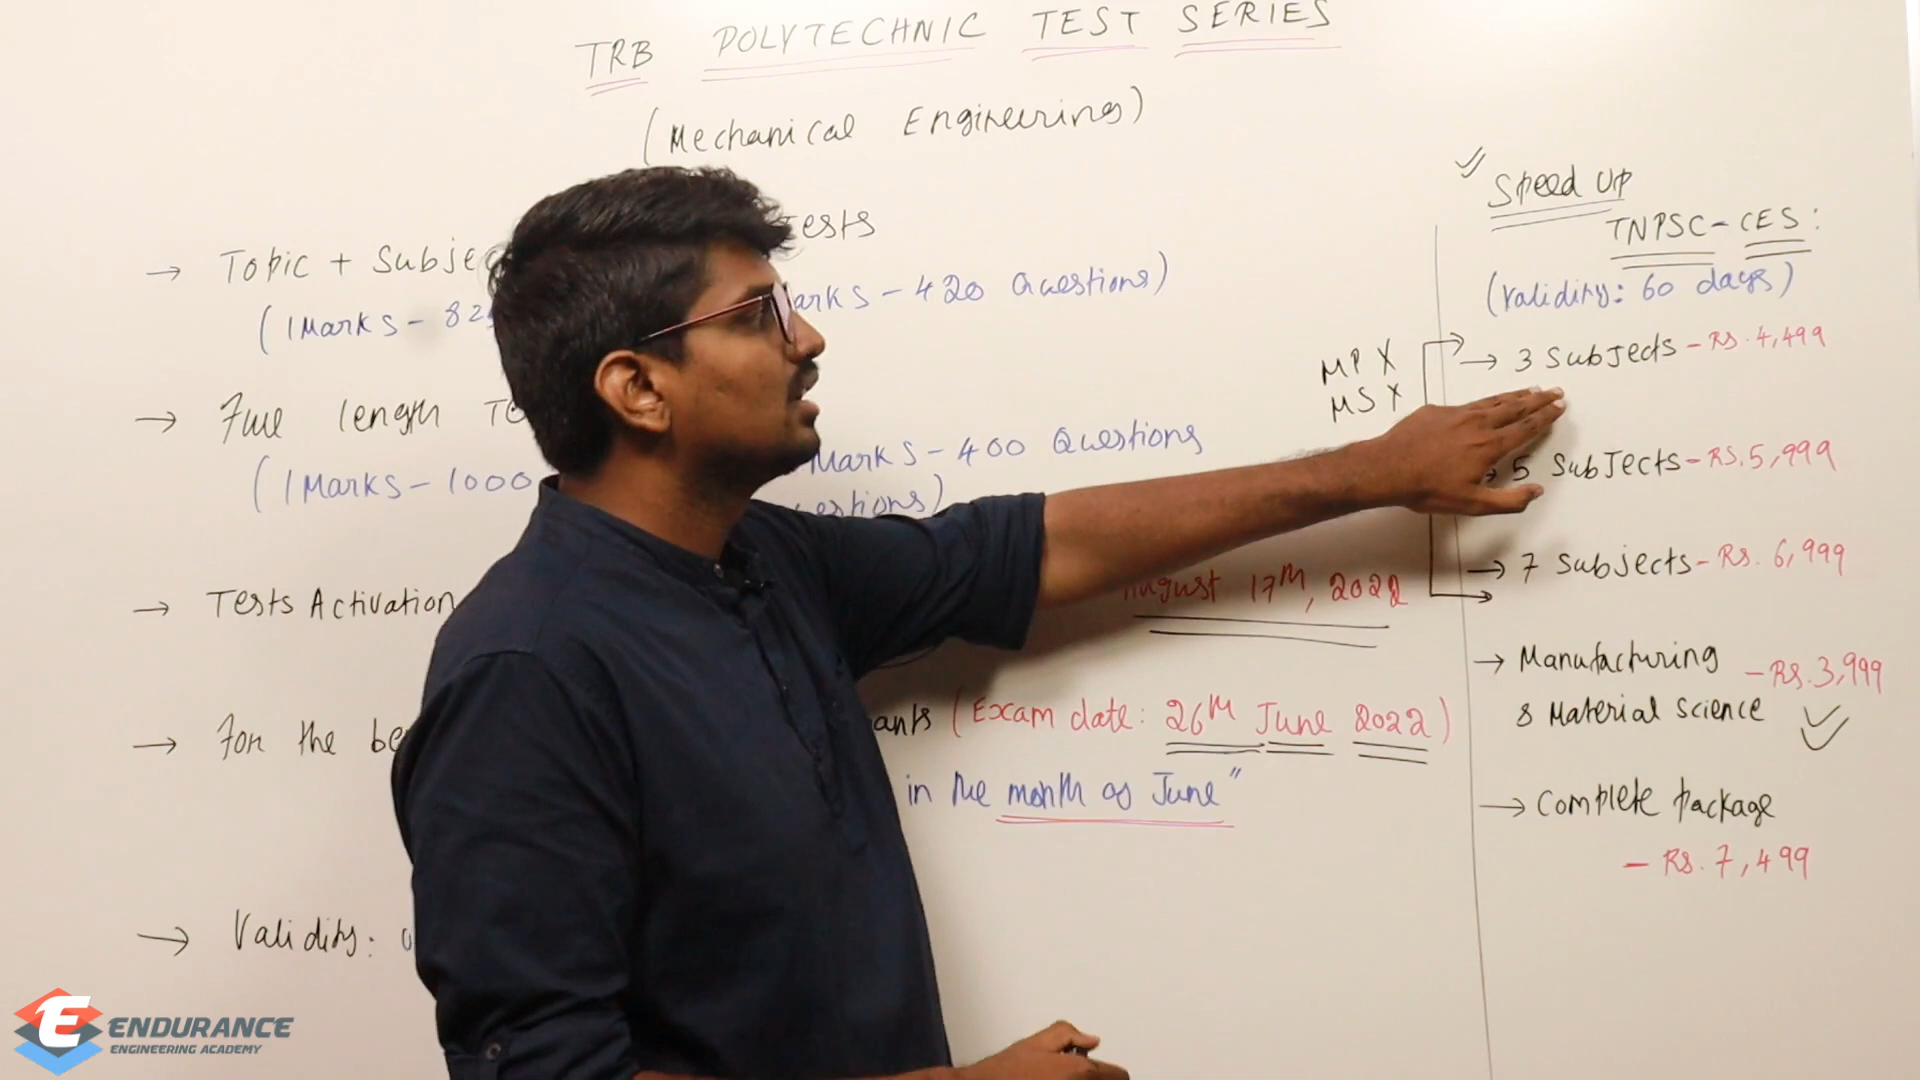 TRB POLYTECHNIC TEST SERIES
(Mechanical Engineering)
→ Topic + Subjec ests
(1 Marks - 82 arks - 420 Questions)
→ Full length
(1 Marks - 1000 Marks - 400 Questions
estions)
→ Tests Activation August 17th, 2022
→ For the be ants (Exam date: 26th June 2022)
in the month of June"
→ Validity:
Speed Up
TNPSC - CES:
(Validity: 60 days)
MP X
MS X
→ 3 Subjects - Rs. 4,499
5 Subjects - Rs. 5,999
→ 7 Subjects - Rs. 6,999
→ Manufacturing
& Material Science - Rs. 3,999
→ Complete package
- Rs. 7,499
E ENDURANCE
ENGINEERING ACADEMY